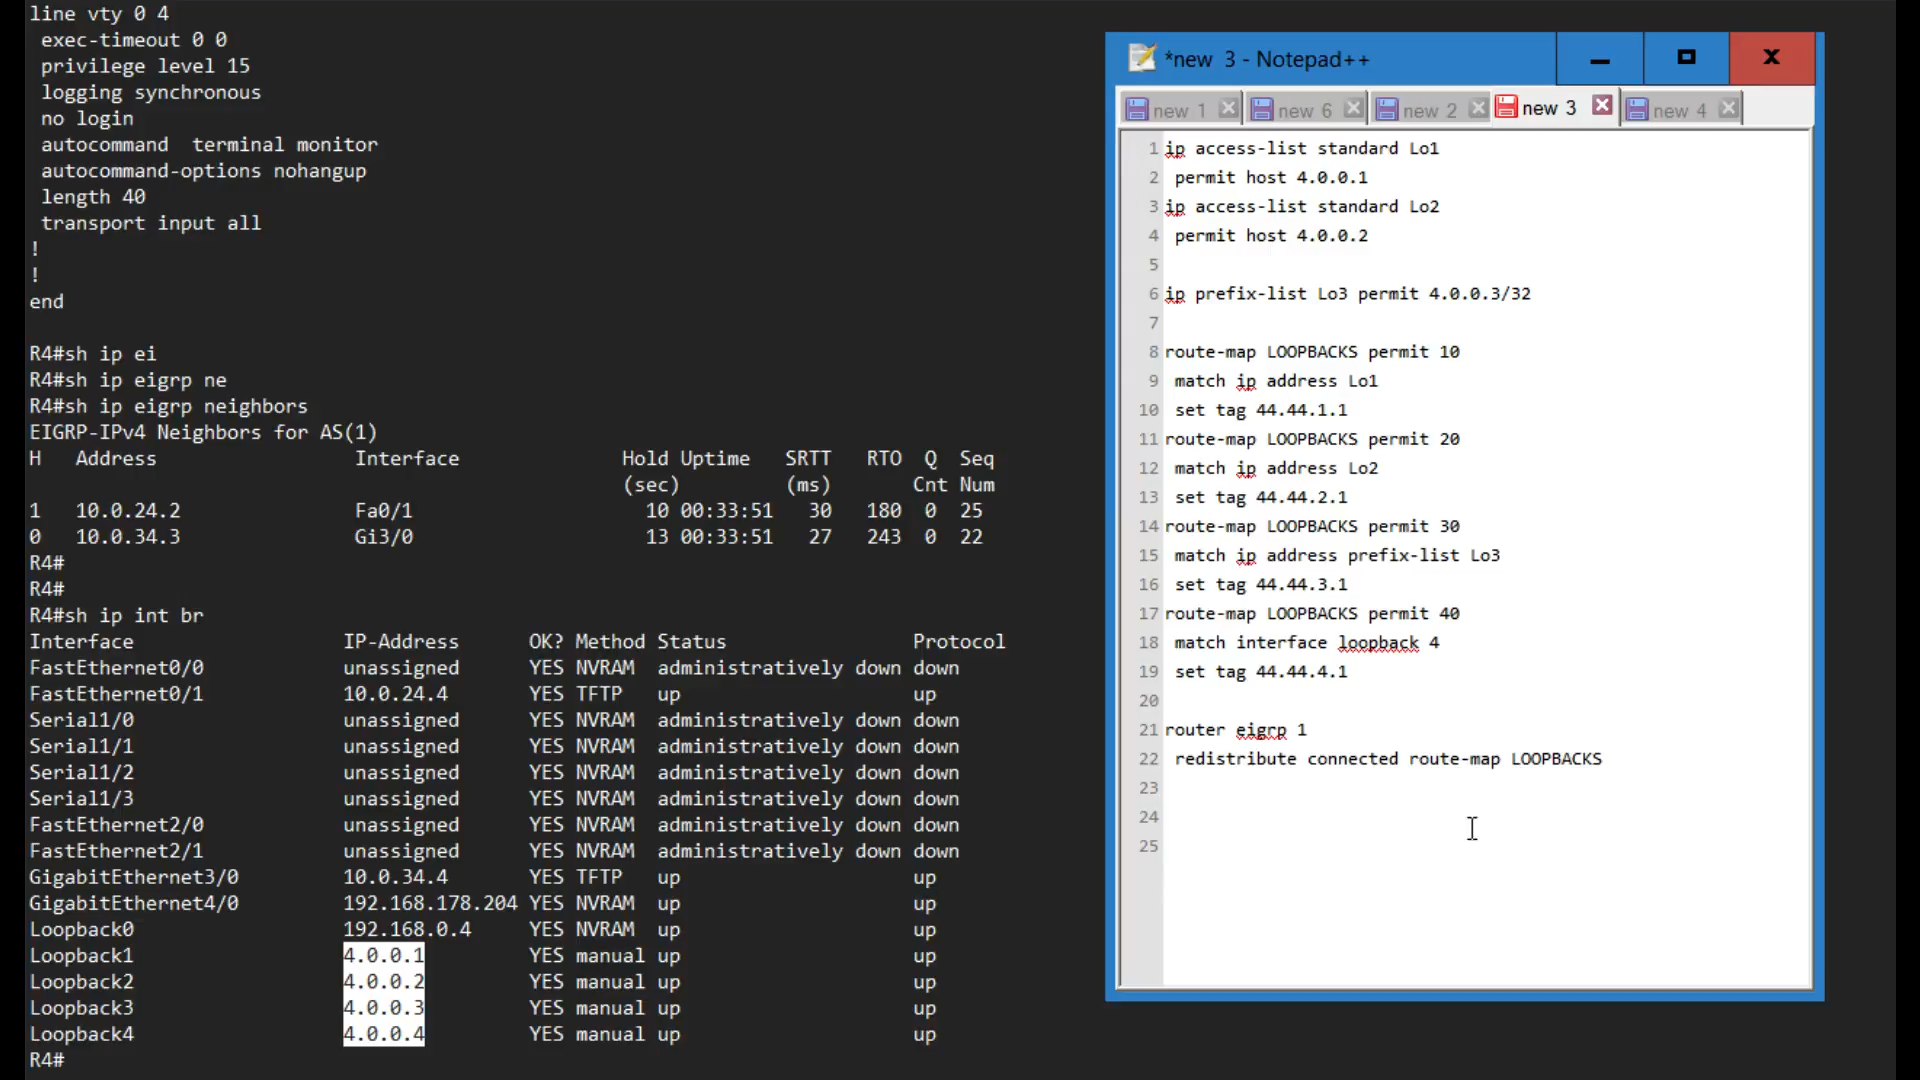 line vty 0 4
exec-timeout 0 0
privilege level 15
logging synchronous
no login
autocommand  terminal monitor
autocommand-options nohangup
length 40
transport input all
!
!
end
R4#sh ip ei
R4#sh ip eigrp ne
R4#sh ip eigrp neighbors
EIGRP-IPv4 Neighbors for AS(1)
H   Address                 Interface              Hold Uptime   SRTT   RTO  Q  Seq
(sec)         (ms)       Cnt Num
1   10.0.24.2               Fa0/1                    10 00:33:51   30   180  0  25
0   10.0.34.3               Gi3/0                    13 00:33:51   27   243  0  22
R4#
R4#
R4#sh ip int br
Interface                  IP-Address      OK? Method Status                Protocol
FastEthernet0/0            unassigned      YES NVRAM  administratively down down
FastEthernet0/1            10.0.24.4       YES TFTP   up                    up
Serial1/0                  unassigned      YES NVRAM  administratively down down
Serial1/1                  unassigned      YES NVRAM  administratively down down
Serial1/2                  unassigned      YES NVRAM  administratively down down
Serial1/3                  unassigned      YES NVRAM  administratively down down
FastEthernet2/0            unassigned      YES NVRAM  administratively down down
FastEthernet2/1            unassigned      YES NVRAM  administratively down down
GigabitEthernet3/0         10.0.34.4       YES TFTP   up                    up
GigabitEthernet4/0         192.168.178.204 YES NVRAM  up                    up
Loopback0                  192.168.0.4     YES NVRAM  up                    up
Loopback1                  4.0.0.1         YES manual up                    up
Loopback2                  4.0.0.2         YES manual up                    up
Loopback3                  4.0.0.3         YES manual up                    up
Loopback4                  4.0.0.4         YES manual up                    up
R4#
*new 3 - Notepad++
new 1 new 6 new 2 new 3 new 4
1 ip access-list standard Lo1
2 permit host 4.0.0.1
3 ip access-list standard Lo2
4 permit host 4.0.0.2
5
6 ip prefix-list Lo3 permit 4.0.0.3/32
7
8 route-map LOOPBACKS permit 10
9 match ip address Lo1
10 set tag 44.44.1.1
11 route-map LOOPBACKS permit 20
12 match ip address Lo2
13 set tag 44.44.2.1
14 route-map LOOPBACKS permit 30
15 match ip address prefix-list Lo3
16 set tag 44.44.3.1
17 route-map LOOPBACKS permit 40
18 match interface loopback 4
19 set tag 44.44.4.1
20
21 router eigrp 1
22 redistribute connected route-map LOOPBACKS
23
24
25